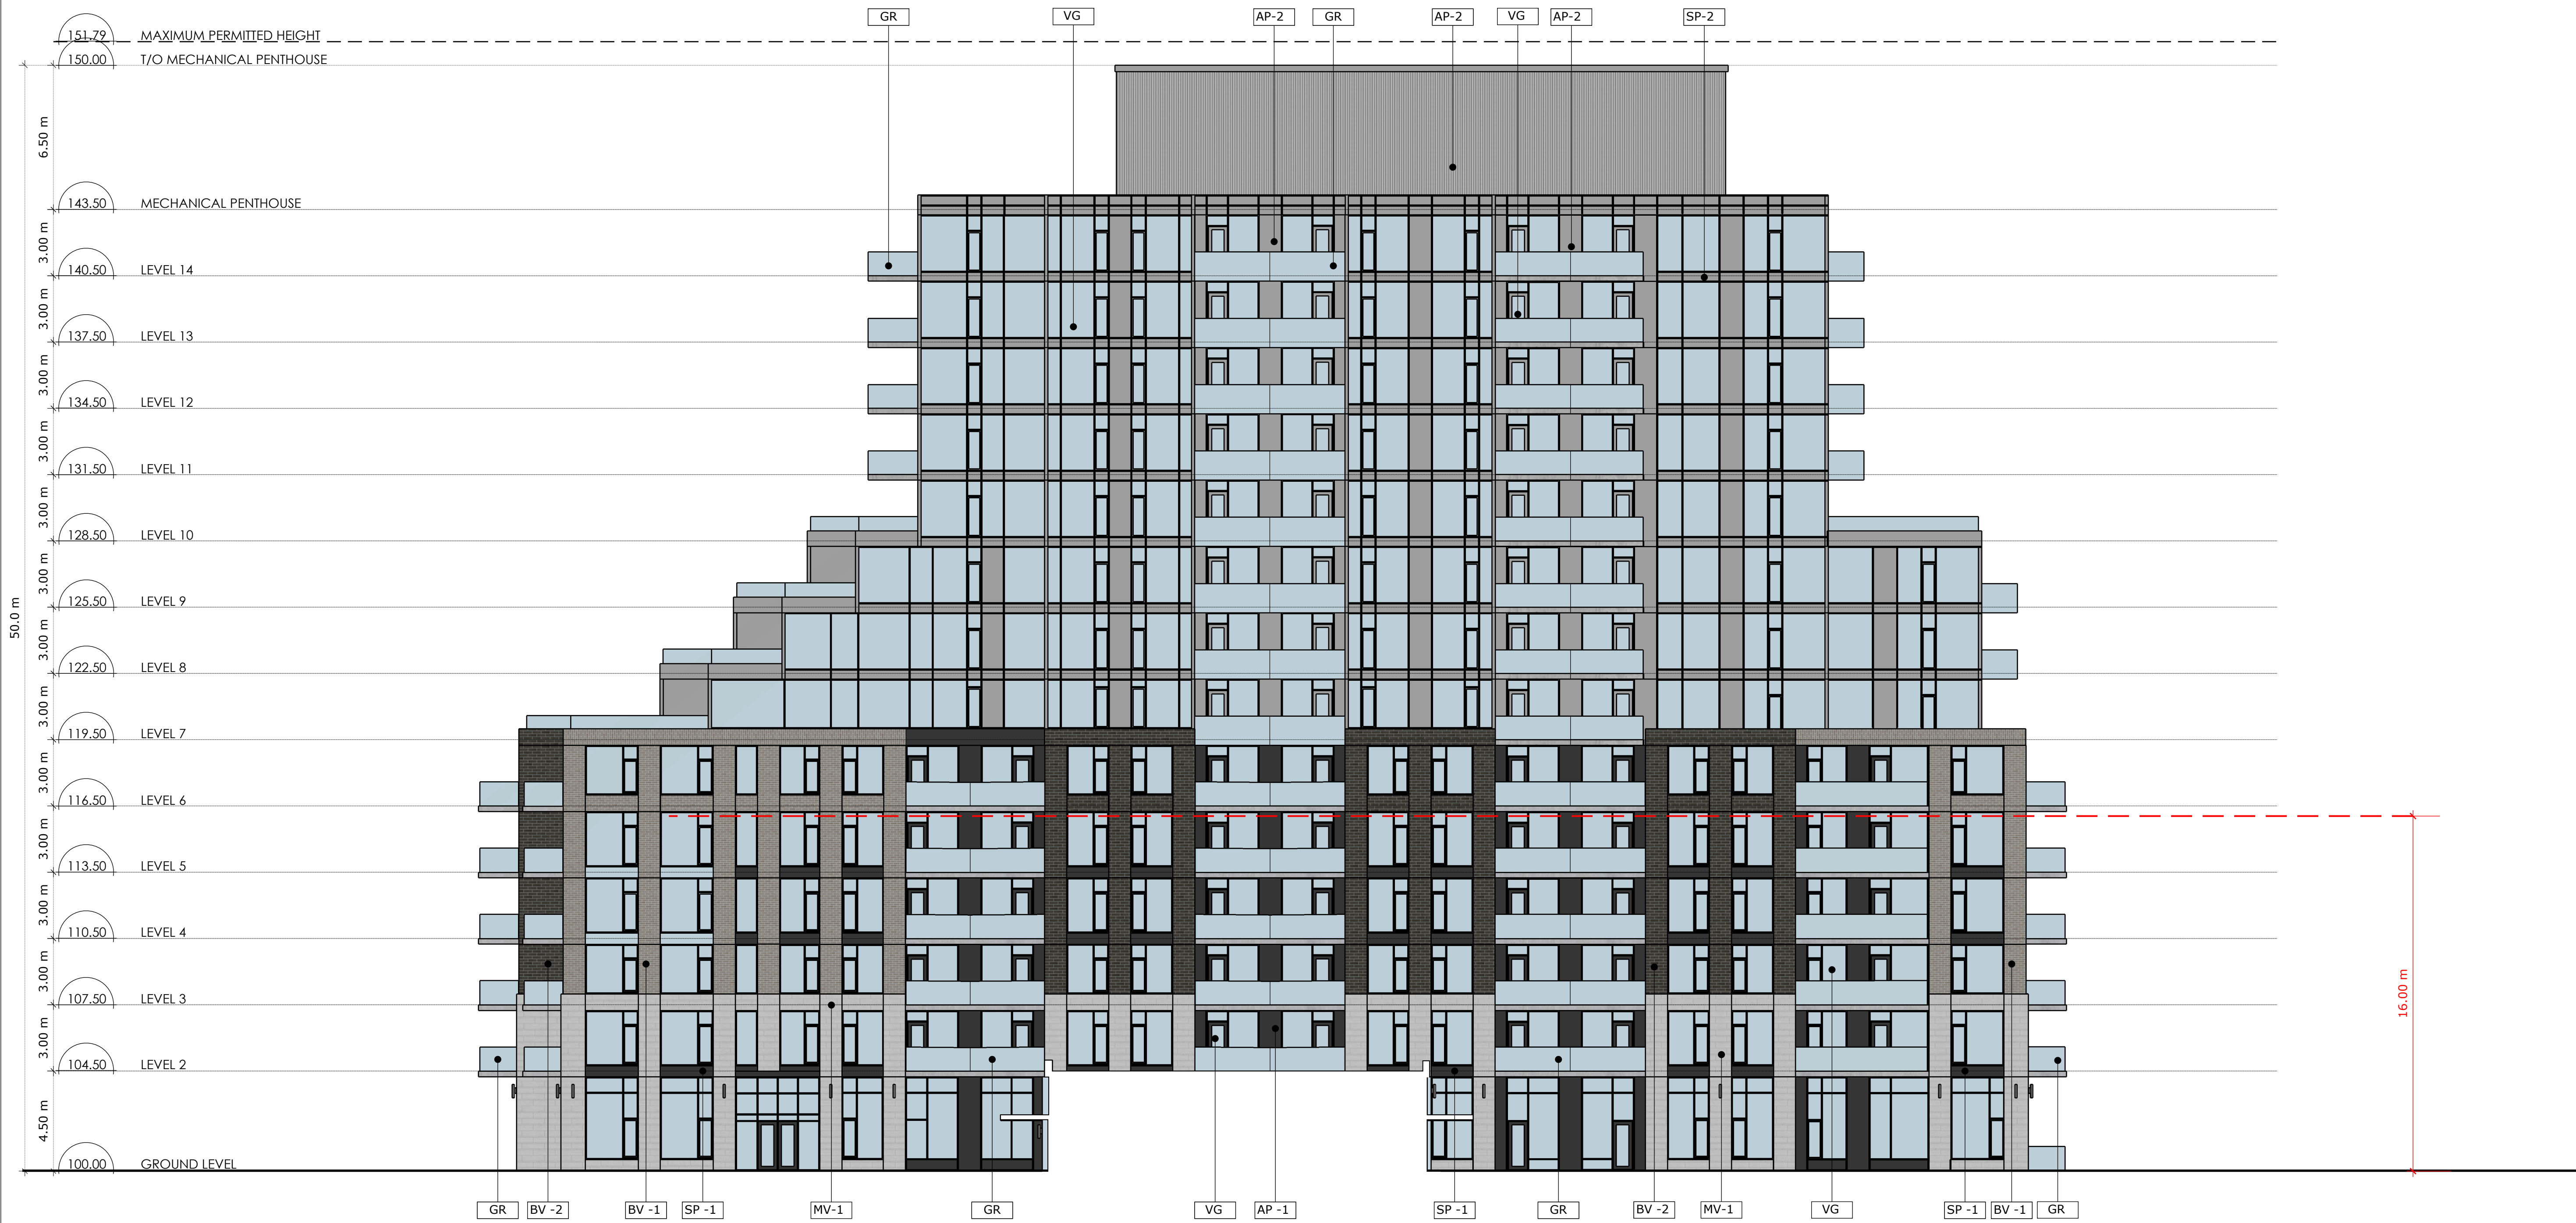 GR VG AP-2 GR AP-2 VG AP-2 SP-2
151.79 MAXIMUM PERMITTED HEIGHT
150.00 T/O MECHANICAL PENTHOUSE
6.50 m
143.50 MECHANICAL PENTHOUSE
3.00 m
140.50 LEVEL 14
3.00 m
137.50 LEVEL 13
3.00 m
134.50 LEVEL 12
3.00 m
131.50 LEVEL 11
3.00 m
128.50 LEVEL 10
3.00 m
125.50 LEVEL 9
50.0 m
3.00 m
122.50 LEVEL 8
3.00 m
119.50 LEVEL 7
3.00 m
116.50 LEVEL 6
3.00 m
113.50 LEVEL 5
3.00 m
110.50 LEVEL 4
3.00 m
107.50 LEVEL 3
16.00 m
3.00 m
104.50 LEVEL 2
4.50 m
100.00 GROUND LEVEL
GR BV -2 BV -1 SP -1 MV-1 GR VG AP -1 SP -1 GR BV -2 MV-1 VG SP -1 BV -1 GR